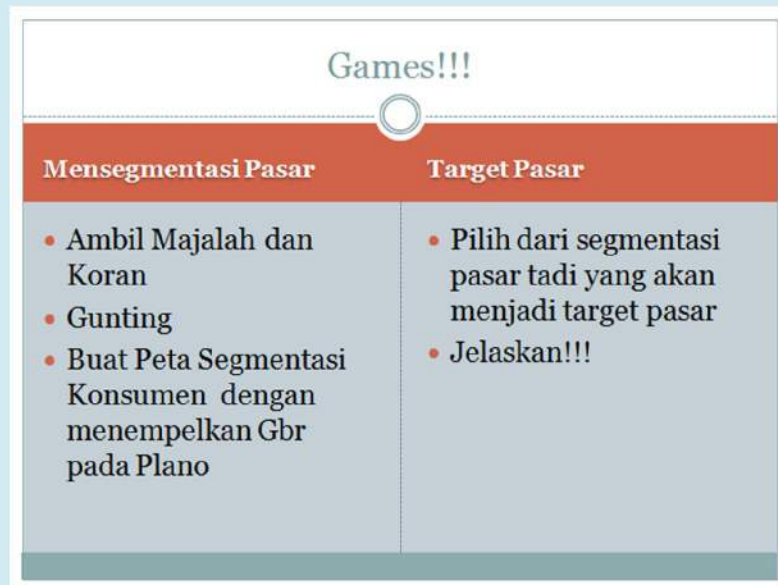 Games!!!
Mensegmentasi Pasar
• Ambil Majalah dan
Koran
• Gunting
• Buat Peta Segmentasi
Konsumen dengan
menempelkan Gbr
pada Plano
Target Pasar
• Pilih dari segmentasi
pasar tadi yang akan
menjadi target pasar
• Jelaskan!!!